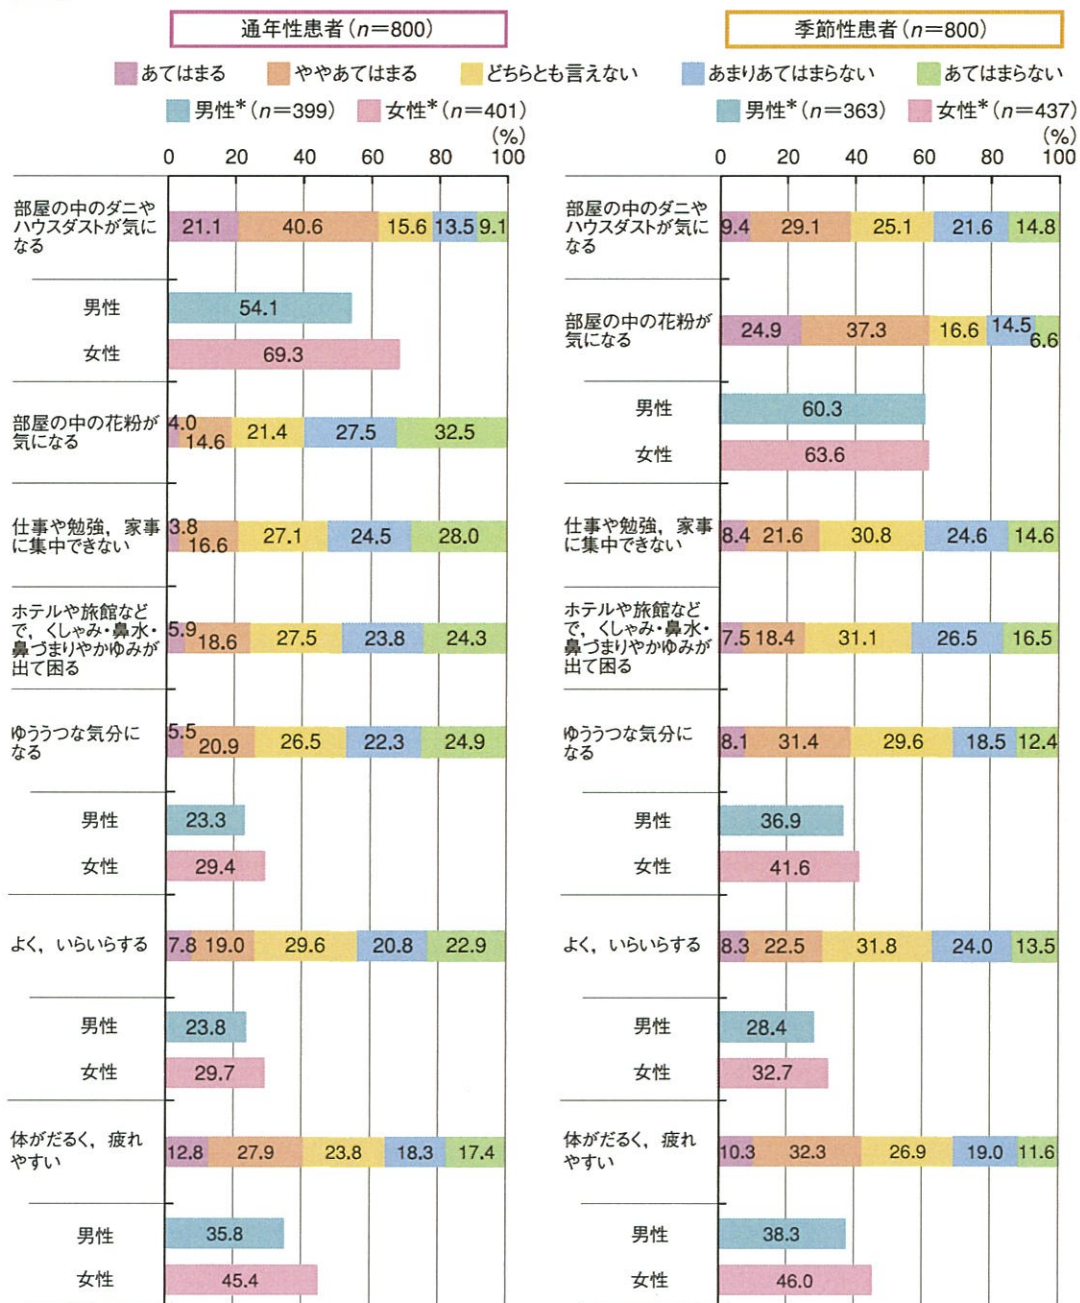 通年性患者(n=800)
季節性患者(n=800)
あてはまる ややあてはまる どちらとも言えない あまりあてはまらない あてはまらない
男性*(n=399) 女性*(n=401)
男性*(n=363) 女性*(n=437)
(%)
0 20 40 60 80 100
部屋の中のダニや
ハウスダストが気に
なる
21.1 40.6 15.6 13.5 9.1
男性
54.1
女性
69.3
部屋の中の花粉が
気になる
4.0 14.6 21.4 27.5 32.5
仕事や勉強,家事
に集中できない
3.8 16.6 27.1 24.5 28.0
ホテルや旅館など
で,くしゃみ・鼻水・
鼻づまりやかゆみが
出て困る
5.9 18.6 27.5 23.8 24.3
ゆううつな気分に
なる
5.5 20.9 26.5 22.3 24.9
男性
23.3
女性
29.4
よく,いらいらする
7.8 19.0 29.6 20.8 22.9
男性
23.8
女性
29.7
体がだるく,疲れ
やすい
12.8 27.9 23.8 18.3 17.4
男性
35.8
女性
45.4
(%)
0 20 40 60 80 100
部屋の中のダニや
ハウスダストが気に
なる
9.4 29.1 25.1 21.6 14.8
部屋の中の花粉が
気になる
24.9 37.3 16.6 14.5 6.6
男性
60.3
女性
63.6
仕事や勉強,家事
に集中できない
8.4 21.6 30.8 24.6 14.6
ホテルや旅館など
で,くしゃみ・鼻水・
鼻づまりやかゆみが
出て困る
7.5 18.4 31.1 26.5 16.5
ゆううつな気分に
なる
8.1 31.4 29.6 18.5 12.4
男性
36.9
女性
41.6
よく,いらいらする
8.3 22.5 31.8 24.0 13.5
男性
28.4
女性
32.7
体がだるく,疲れ
やすい
10.3 32.3 26.9 19.0 11.6
男性
38.3
女性
46.0